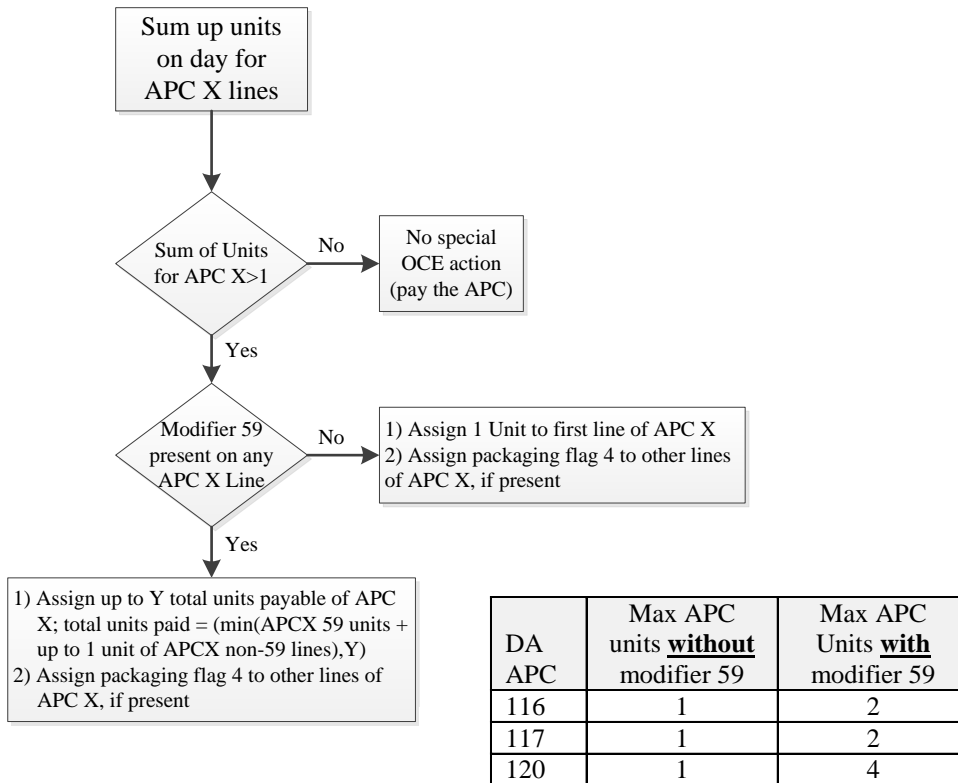 Sum up units
on day for
APC X lines
Sum of Units
for APC X>1
No
No special
OCE action
(pay the APC)
Yes
Modifier 59
present on any
APC X Line
No
1) Assign 1 Unit to first line of APC X
2) Assign packaging flag 4 to other lines
of APC X, if present
Yes
1) Assign up to Y total units payable of APC
X; total units paid = (min(APCX 59 units +
up to 1 unit of APCX non-59 lines),Y)
2) Assign packaging flag 4 to other lines of
APC X, if present
DA
APC
Max APC
units without
modifier 59
Max APC
Units with
modifier 59
116 1 2
117 1 2
120 1 4